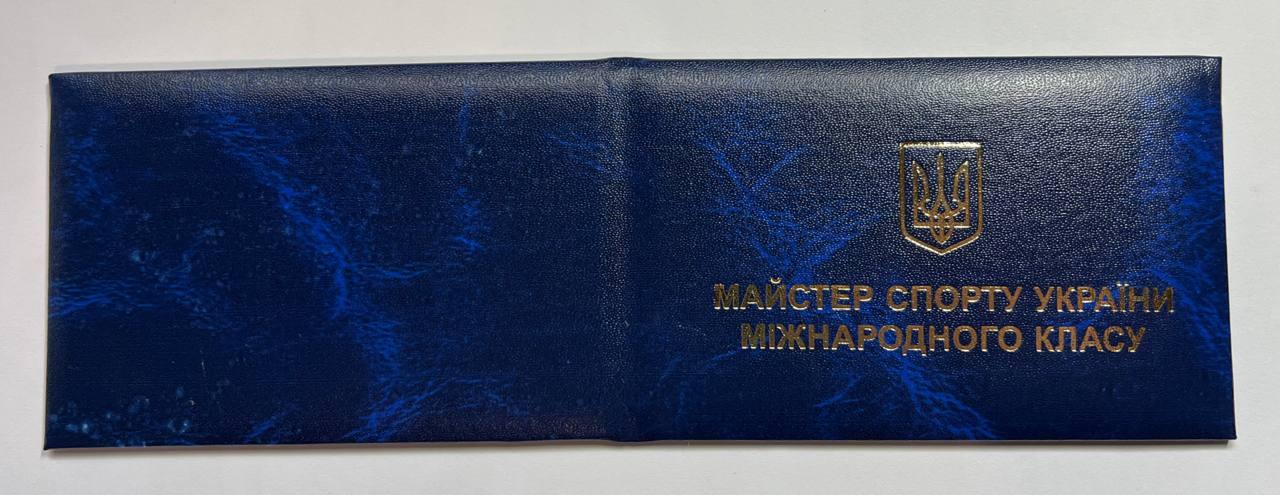 МАЙСТЕР СПОРТУ УКРАЇНИ
МІЖНАРОДНОГО КЛАСУ